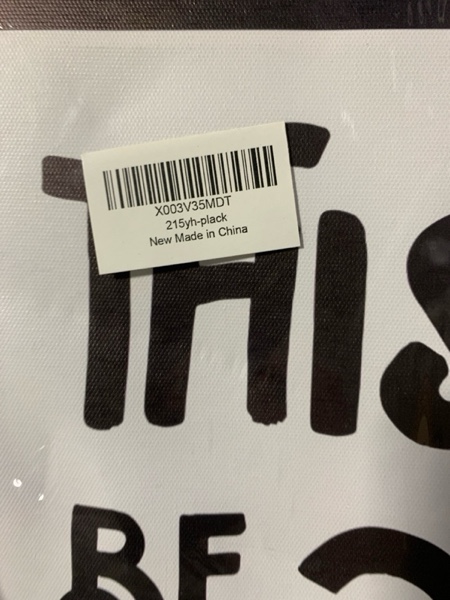 X003V35MDT
215yh-plack
New Made in China
THIS
BE